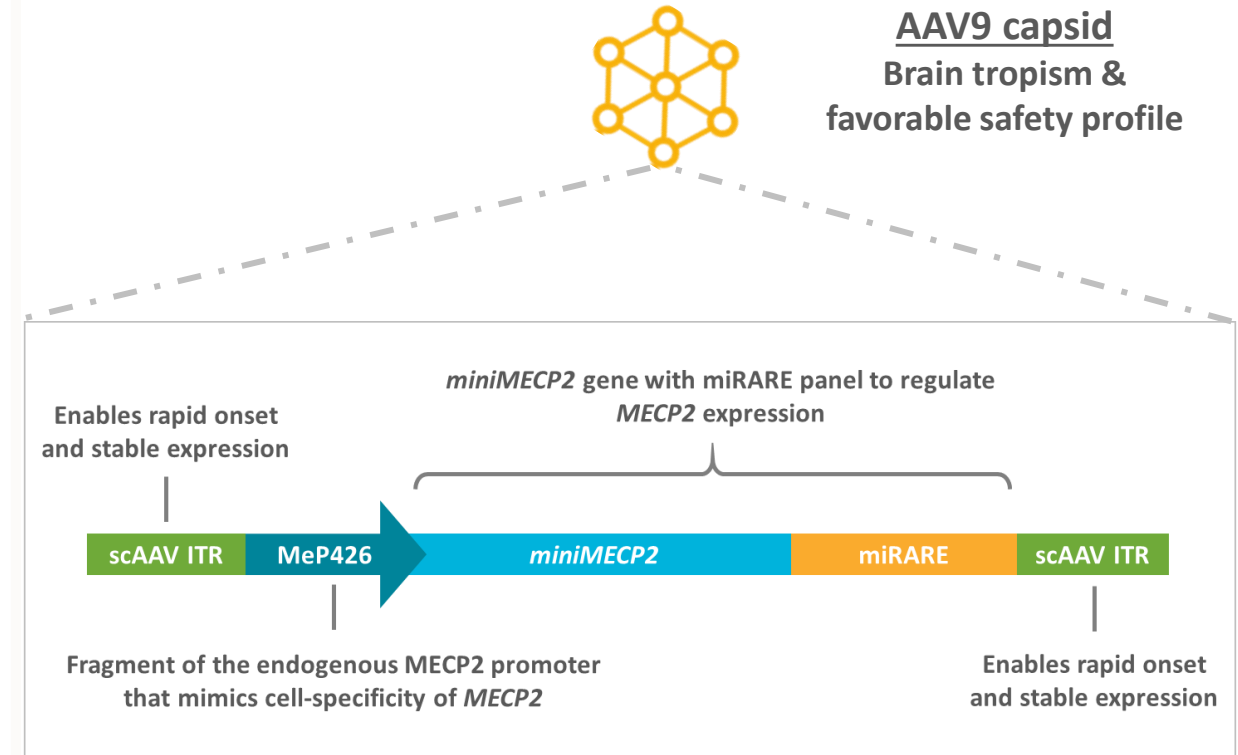 AAV9 capsid
Brain tropism &
favorable safety profile
miniMECP2 gene with miRARE panel to regulate
MECP2 expression
Enables rapid onset
and stable expression
scAAV ITR
MeP426
miniMECP2
miRARE
scAAV ITR
Fragment of the endogenous MECP2 promoter
that mimics cell-specificity of MECP2
Enables rapid onset
and stable expression